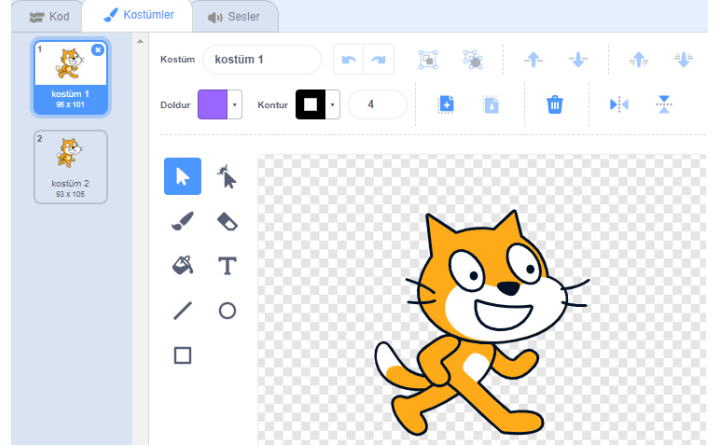 Kod
Kostümler
Sesler
1
kostüm 1
96 x 101
2
kostüm 2
93 x 106
Kostüm
kostüm 1
Doldur
Kontur
4
T